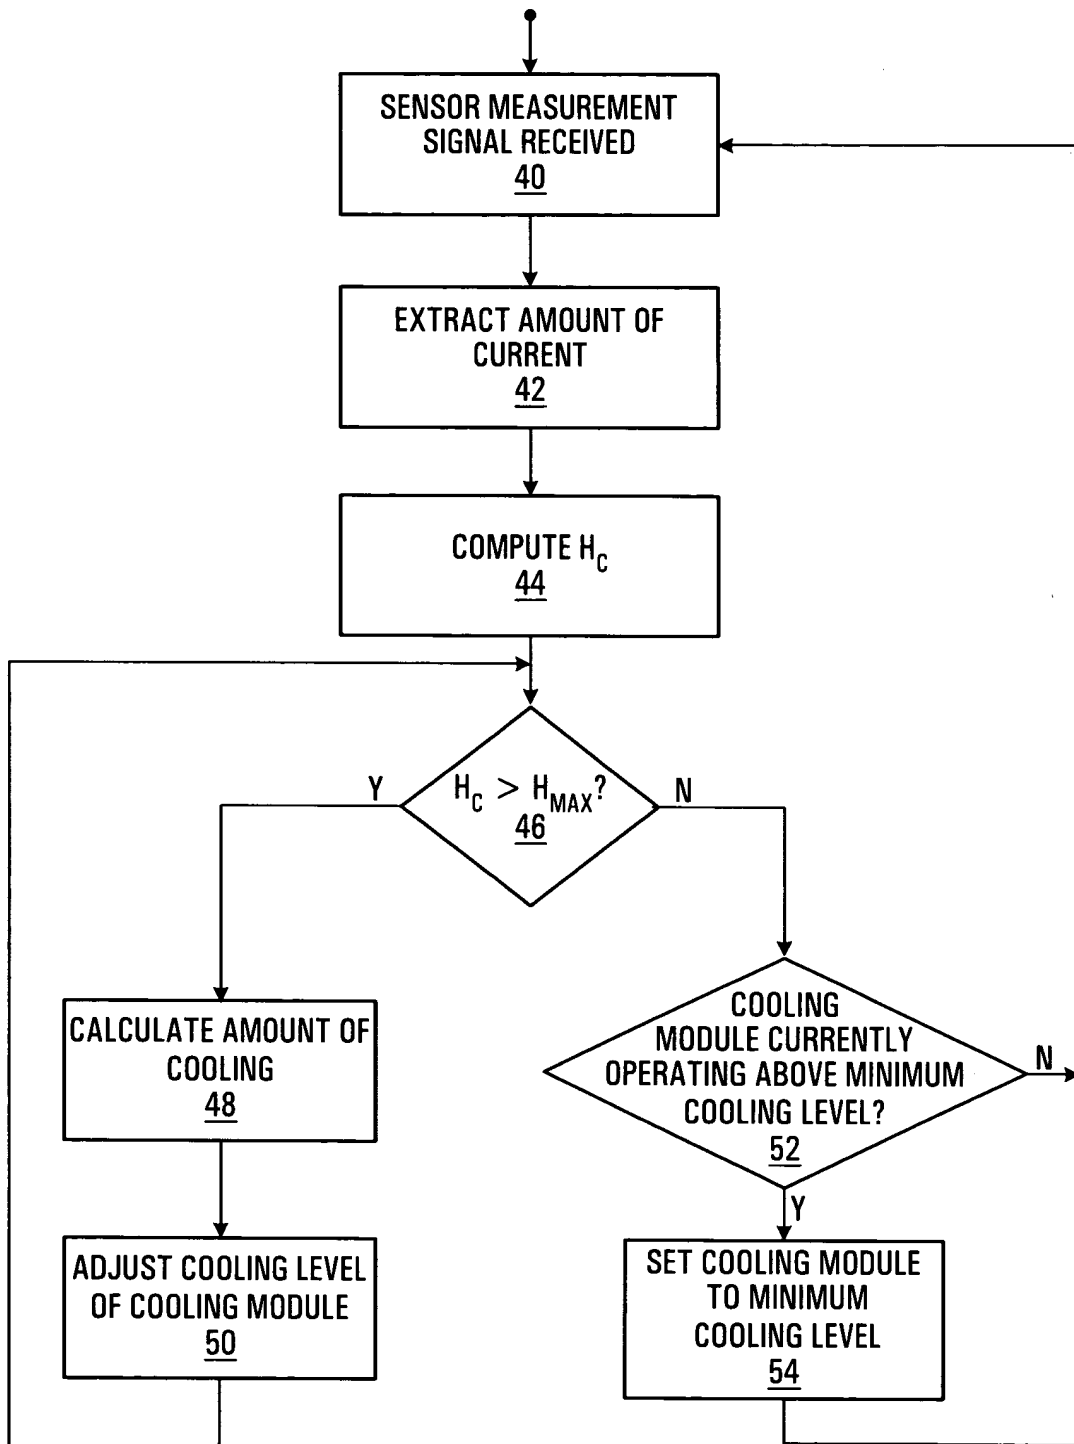 SENSOR MEASUREMENT
SIGNAL RECEIVED
40
EXTRACT AMOUNT OF
CURRENT
42
COMPUTE H_C
44
H_C > H_MAX?
46
Y
N
CALCULATE AMOUNT OF
COOLING
48
COOLING
MODULE CURRENTLY
OPERATING ABOVE MINIMUM
COOLING LEVEL?
52
N
Y
ADJUST COOLING LEVEL
OF COOLING MODULE
50
SET COOLING MODULE
TO MINIMUM
COOLING LEVEL
54